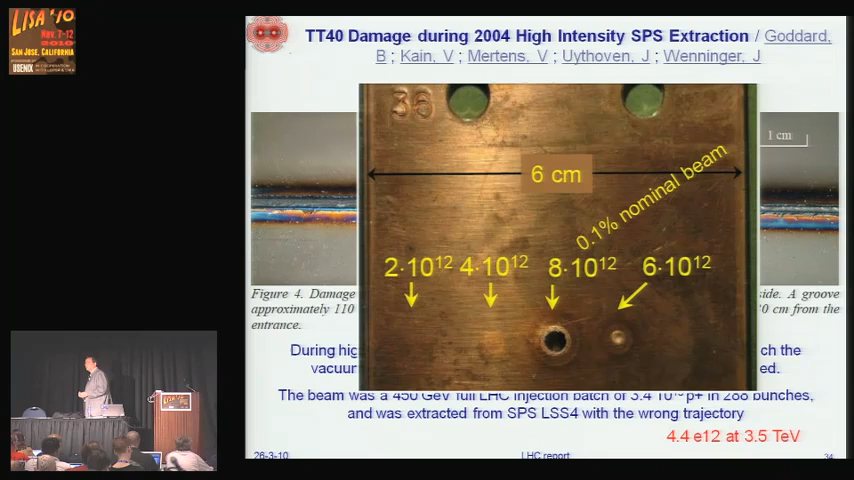 LISA '10
Nov. 7-12
2010
SAN JOSE, CALIFORNIA
USENIX
TT40 Damage during 2004 High Intensity SPS Extraction / Goddard,
B ; Kain, V ; Mertens, V ; Uythoven, J ; Wenninger, J
36
1 cm
6 cm
0.1% nominal beam
2·10¹² 4·10¹² 8·10¹² 6·10¹²
Figure 4. Damage
side. A groove
approximately 110
0 cm from the
entrance.
During hig
ch the
vacuum
ed.
The beam was a 450 GeV full LHC injection batch of 3.4 10¹³ p+ in 288 bunches,
and was extracted from SPS LSS4 with the wrong trajectory
4.4 e12 at 3.5 TeV
26-3-10
LHC report
34